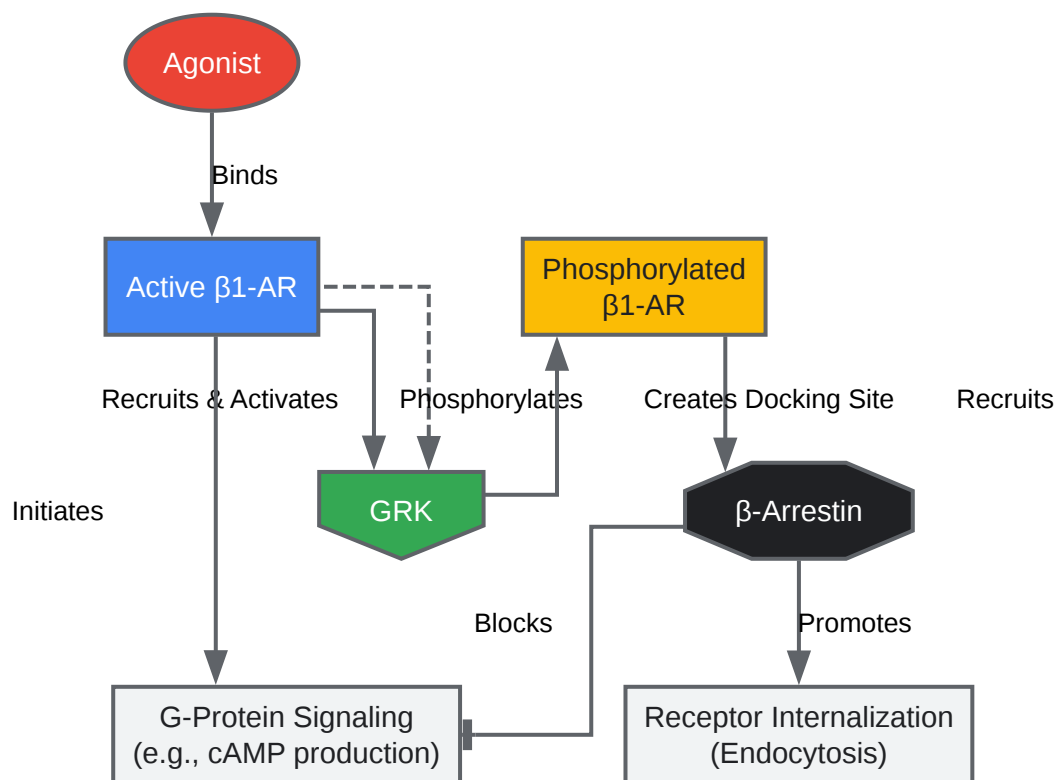 Agonist
Binds
Active β1-AR
Phosphorylated
β1-AR
Recruits & Activates
Phosphorylates
Creates Docking Site
Recruits
Initiates
GRK
β-Arrestin
Blocks
Promotes
G-Protein Signaling
(e.g., cAMP production)
Receptor Internalization
(Endocytosis)